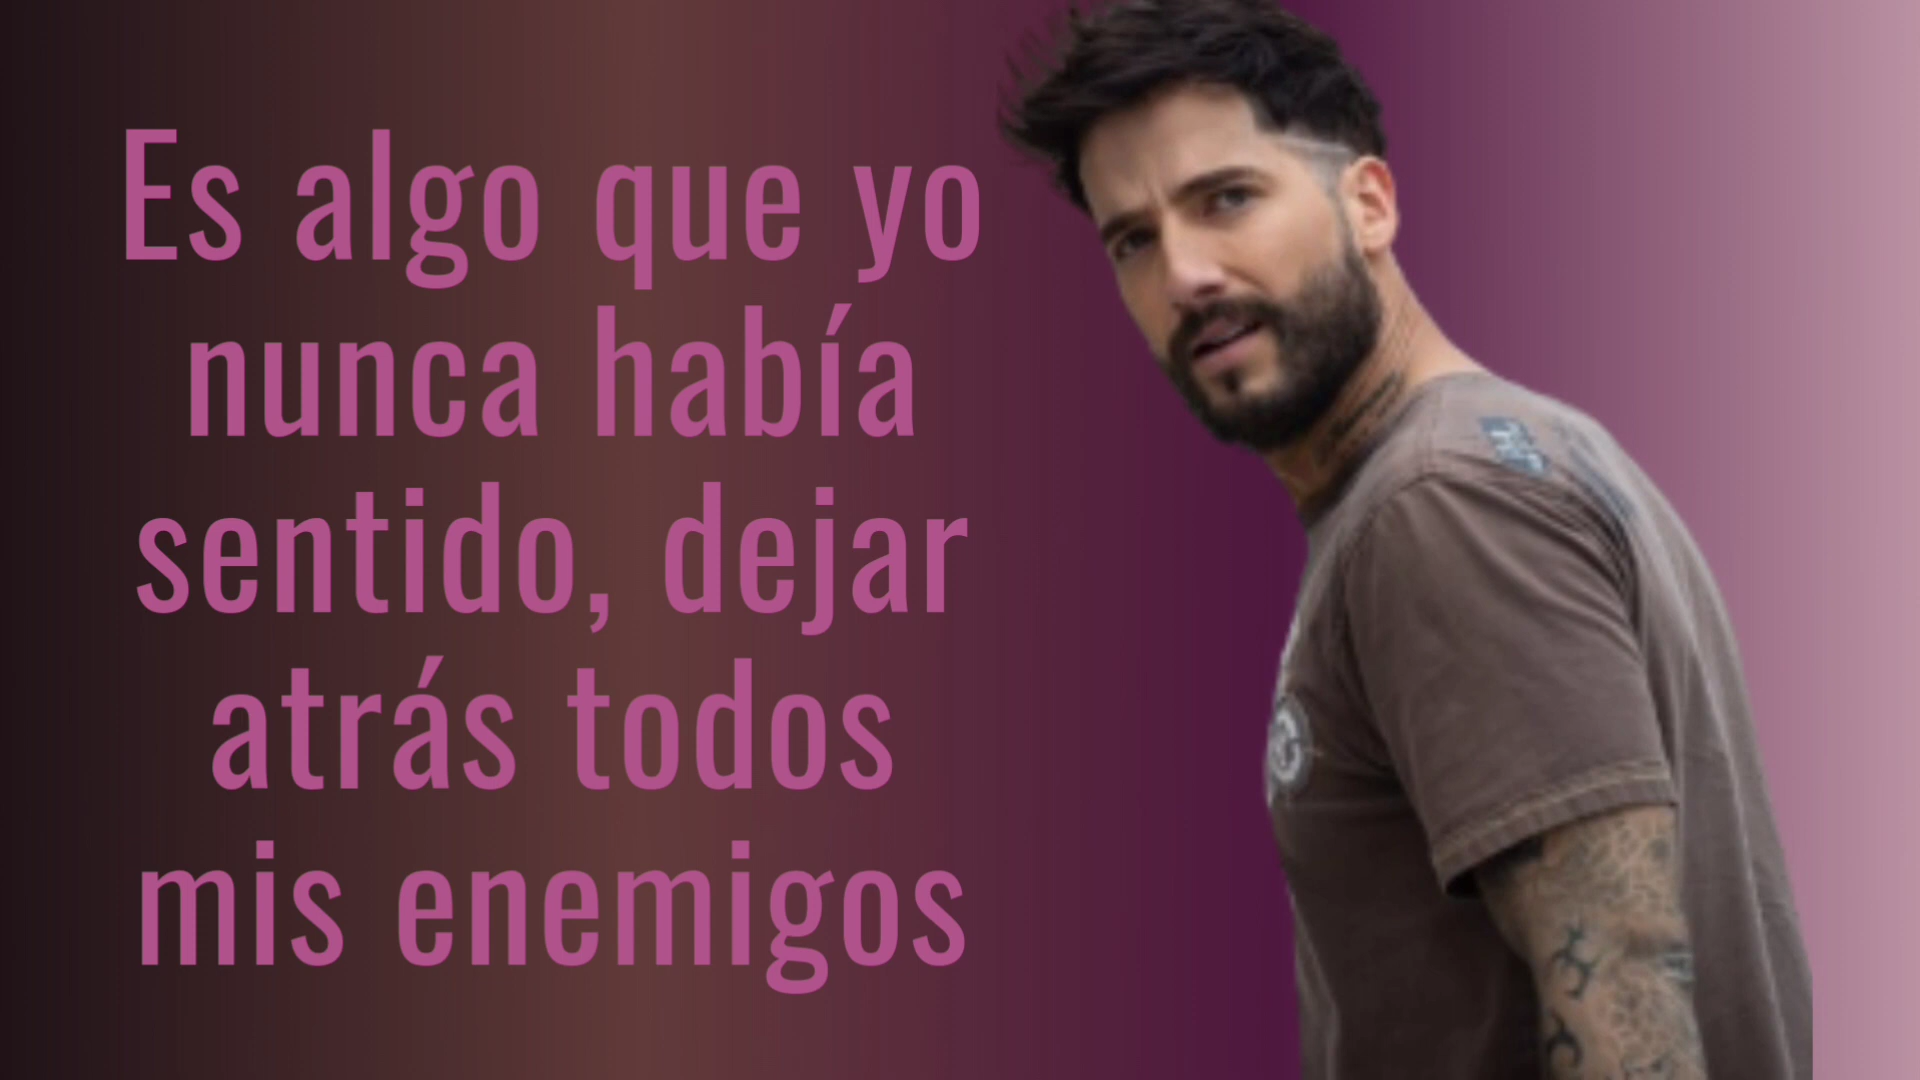 Es algo que yo
nunca había
sentido, dejar
atrás todos
mis enemigos